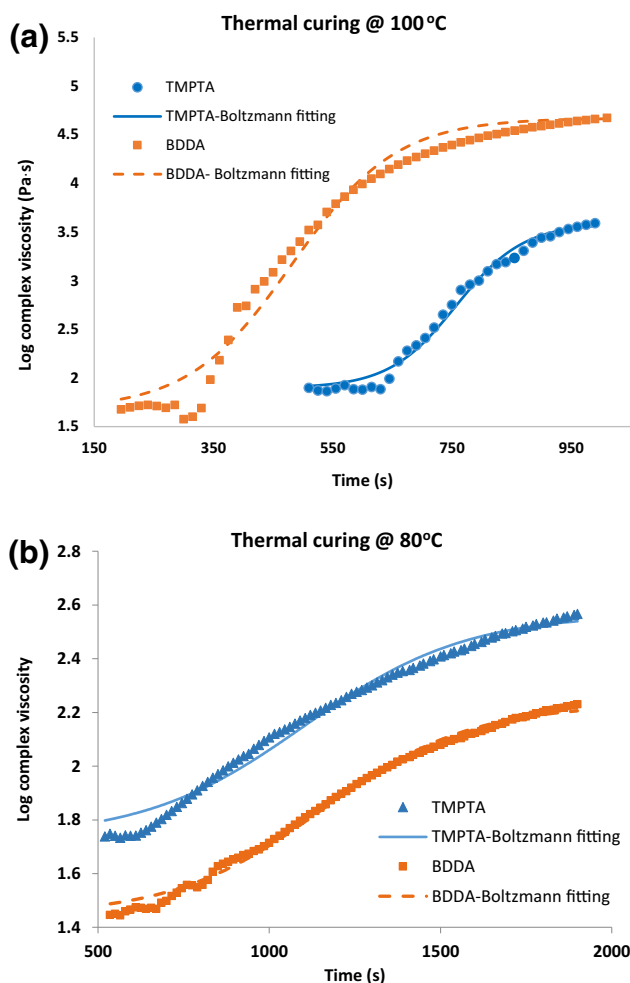 (a)
Thermal curing @ 100 °C
5.5
5
4.5
4
3.5
3
2.5
2
1.5
Log complex viscosity (Pa·s)
TMPTA
TMPTA-Boltzmann fitting
BDDA
BDDA- Boltzmann fitting
150 350 550 750 950
Time (s)
(b)
Thermal curing @ 80°C
2.8
2.6
2.4
2.2
2
1.8
1.6
1.4
Log complex viscosity
TMPTA
TMPTA-Boltzmann fitting
BDDA
BDDA-Boltzmann fitting
500 1000 1500 2000
Time (s)